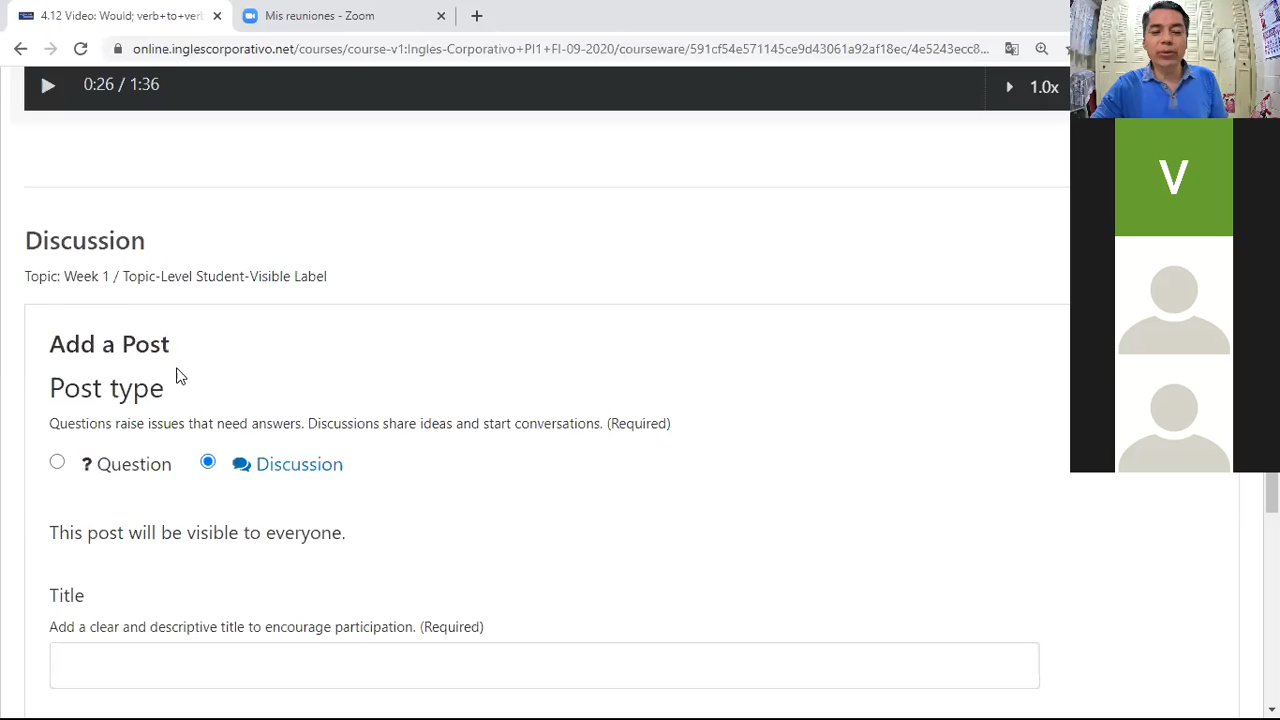 4.12 Video: Would; verb+to+verb
Mis reuniones - Zoom
online.inglescorporativo.net/courses/course-v1:Ingles-Corporativo+PI1+FI-09-2020/courseware/591cf54e571145ce9d43061a923f18ec/4e5243ecc8...
0:26 / 1:36
1.0x
V
Discussion
Topic: Week 1 / Topic-Level Student-Visible Label
Add a Post
Post type
Questions raise issues that need answers. Discussions share ideas and start conversations. (Required)
? Question
Discussion
This post will be visible to everyone.
Title
Add a clear and descriptive title to encourage participation. (Required)